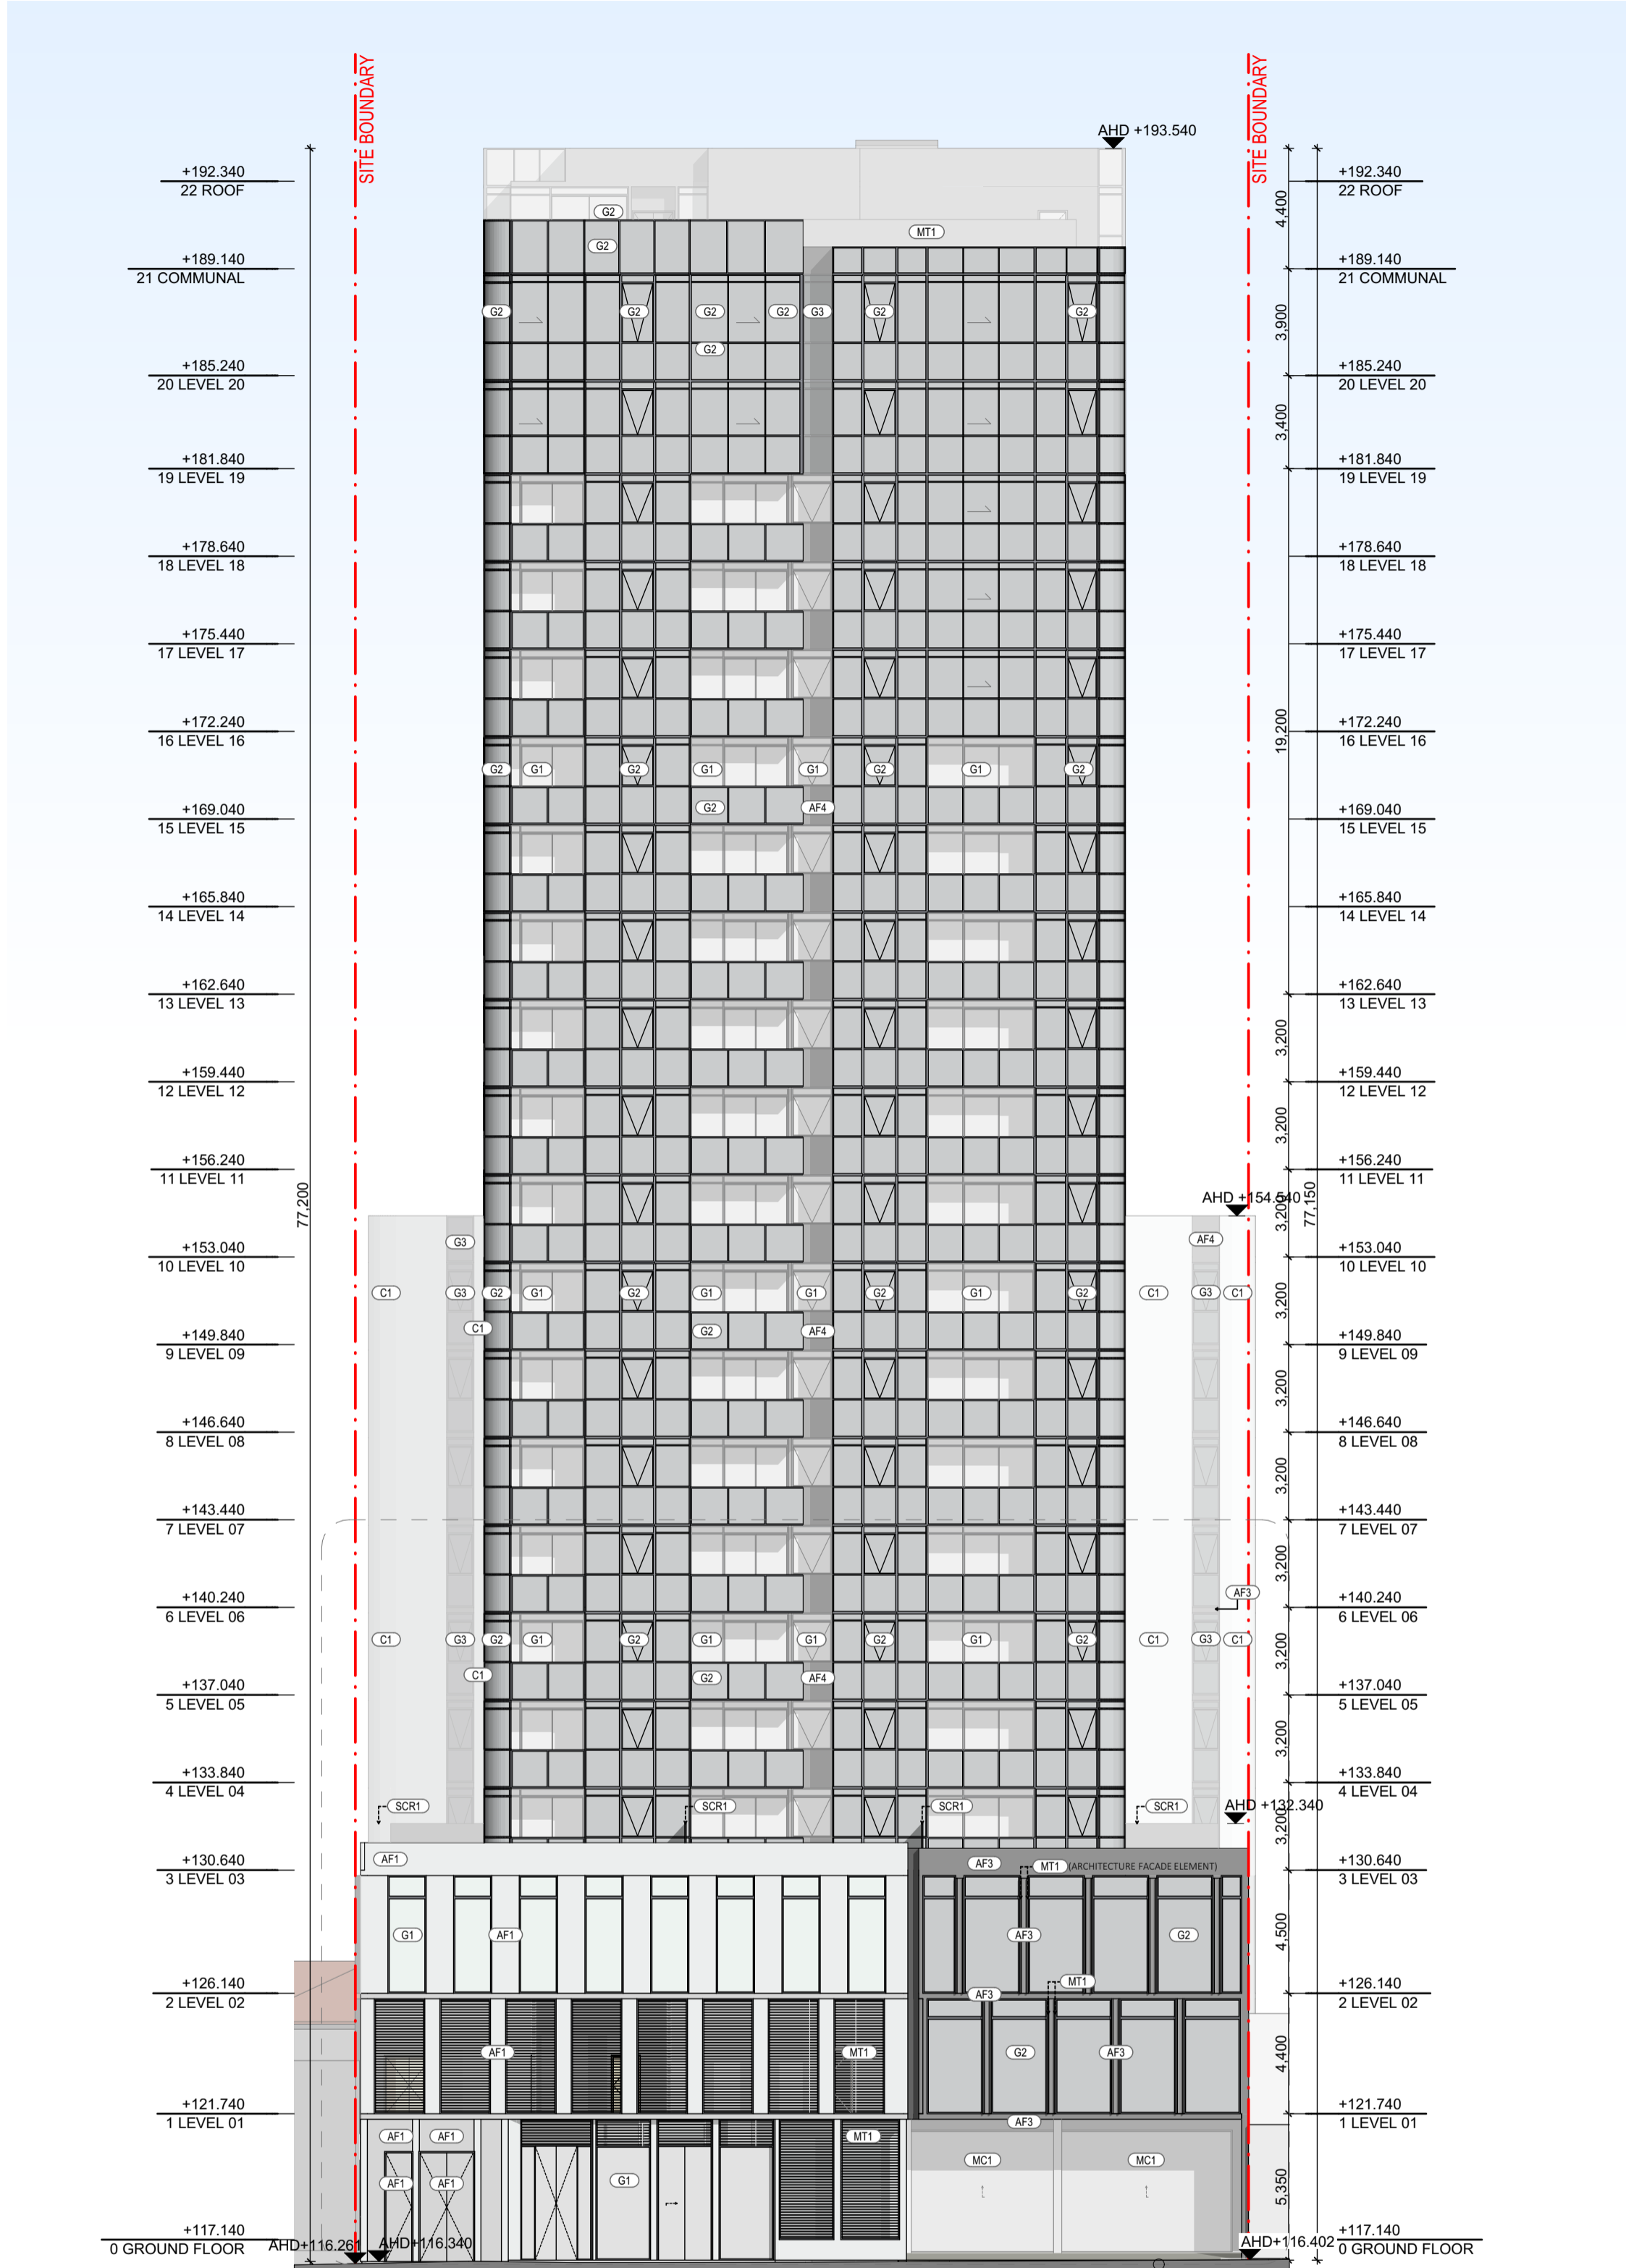 SITE BOUNDARY
SITE BOUNDARY
AHD +193.540
+192.340
22 ROOF
+192.340
22 ROOF
4,400
G2
MT1
G2
+189.140
21 COMMUNAL
+189.140
21 COMMUNAL
G2
G2
G2
G2
G3
G2
G2
3,900
G2
+185.240
20 LEVEL 20
+185.240
20 LEVEL 20
3,400
+181.840
19 LEVEL 19
+181.840
19 LEVEL 19
+178.640
18 LEVEL 18
+178.640
18 LEVEL 18
+175.440
17 LEVEL 17
+175.440
17 LEVEL 17
+172.240
16 LEVEL 16
19,200
+172.240
16 LEVEL 16
G2
G1
G2
G1
G1
G2
G1
G2
G2
AF4
+169.040
15 LEVEL 15
+169.040
15 LEVEL 15
+165.840
14 LEVEL 14
+165.840
14 LEVEL 14
+162.640
13 LEVEL 13
+162.640
13 LEVEL 13
3,200
+159.440
12 LEVEL 12
+159.440
12 LEVEL 12
3,200
+156.240
11 LEVEL 11
+156.240
11 LEVEL 11
77,200
AHD +154.540
3,200
77,150
G3
AF4
+153.040
10 LEVEL 10
+153.040
10 LEVEL 10
C1
G3
G2
G1
G2
G1
G1
G2
G1
G2
C1
G3
C1
3,200
C1
G2
AF4
+149.840
9 LEVEL 09
+149.840
9 LEVEL 09
3,200
+146.640
8 LEVEL 08
+146.640
8 LEVEL 08
3,200
+143.440
7 LEVEL 07
+143.440
7 LEVEL 07
3,200
AF3
+140.240
6 LEVEL 06
+140.240
6 LEVEL 06
C1
G3
G2
G1
G2
G1
G1
G2
G1
G2
C1
G3
C1
3,200
C1
G2
AF4
+137.040
5 LEVEL 05
+137.040
5 LEVEL 05
3,200
+133.840
4 LEVEL 04
+133.840
4 LEVEL 04
SCR1
SCR1
SCR1
SCR1
AHD +132.340
3,200
AF1
AF3
MT1 (ARCHITECTURE FACADE ELEMENT)
+130.640
3 LEVEL 03
+130.640
3 LEVEL 03
G1
AF1
AF3
G2
4,500
MT1
AF3
+126.140
2 LEVEL 02
+126.140
2 LEVEL 02
AF1
MT1
G2
AF3
4,400
+121.740
1 LEVEL 01
AF3
+121.740
1 LEVEL 01
AF1
AF1
MT1
MC1
MC1
AF1
AF1
G1
5,350
+117.140
0 GROUND FLOOR
AHD+116.261
AHD+116.340
AHD+116.402
+117.140
0 GROUND FLOOR